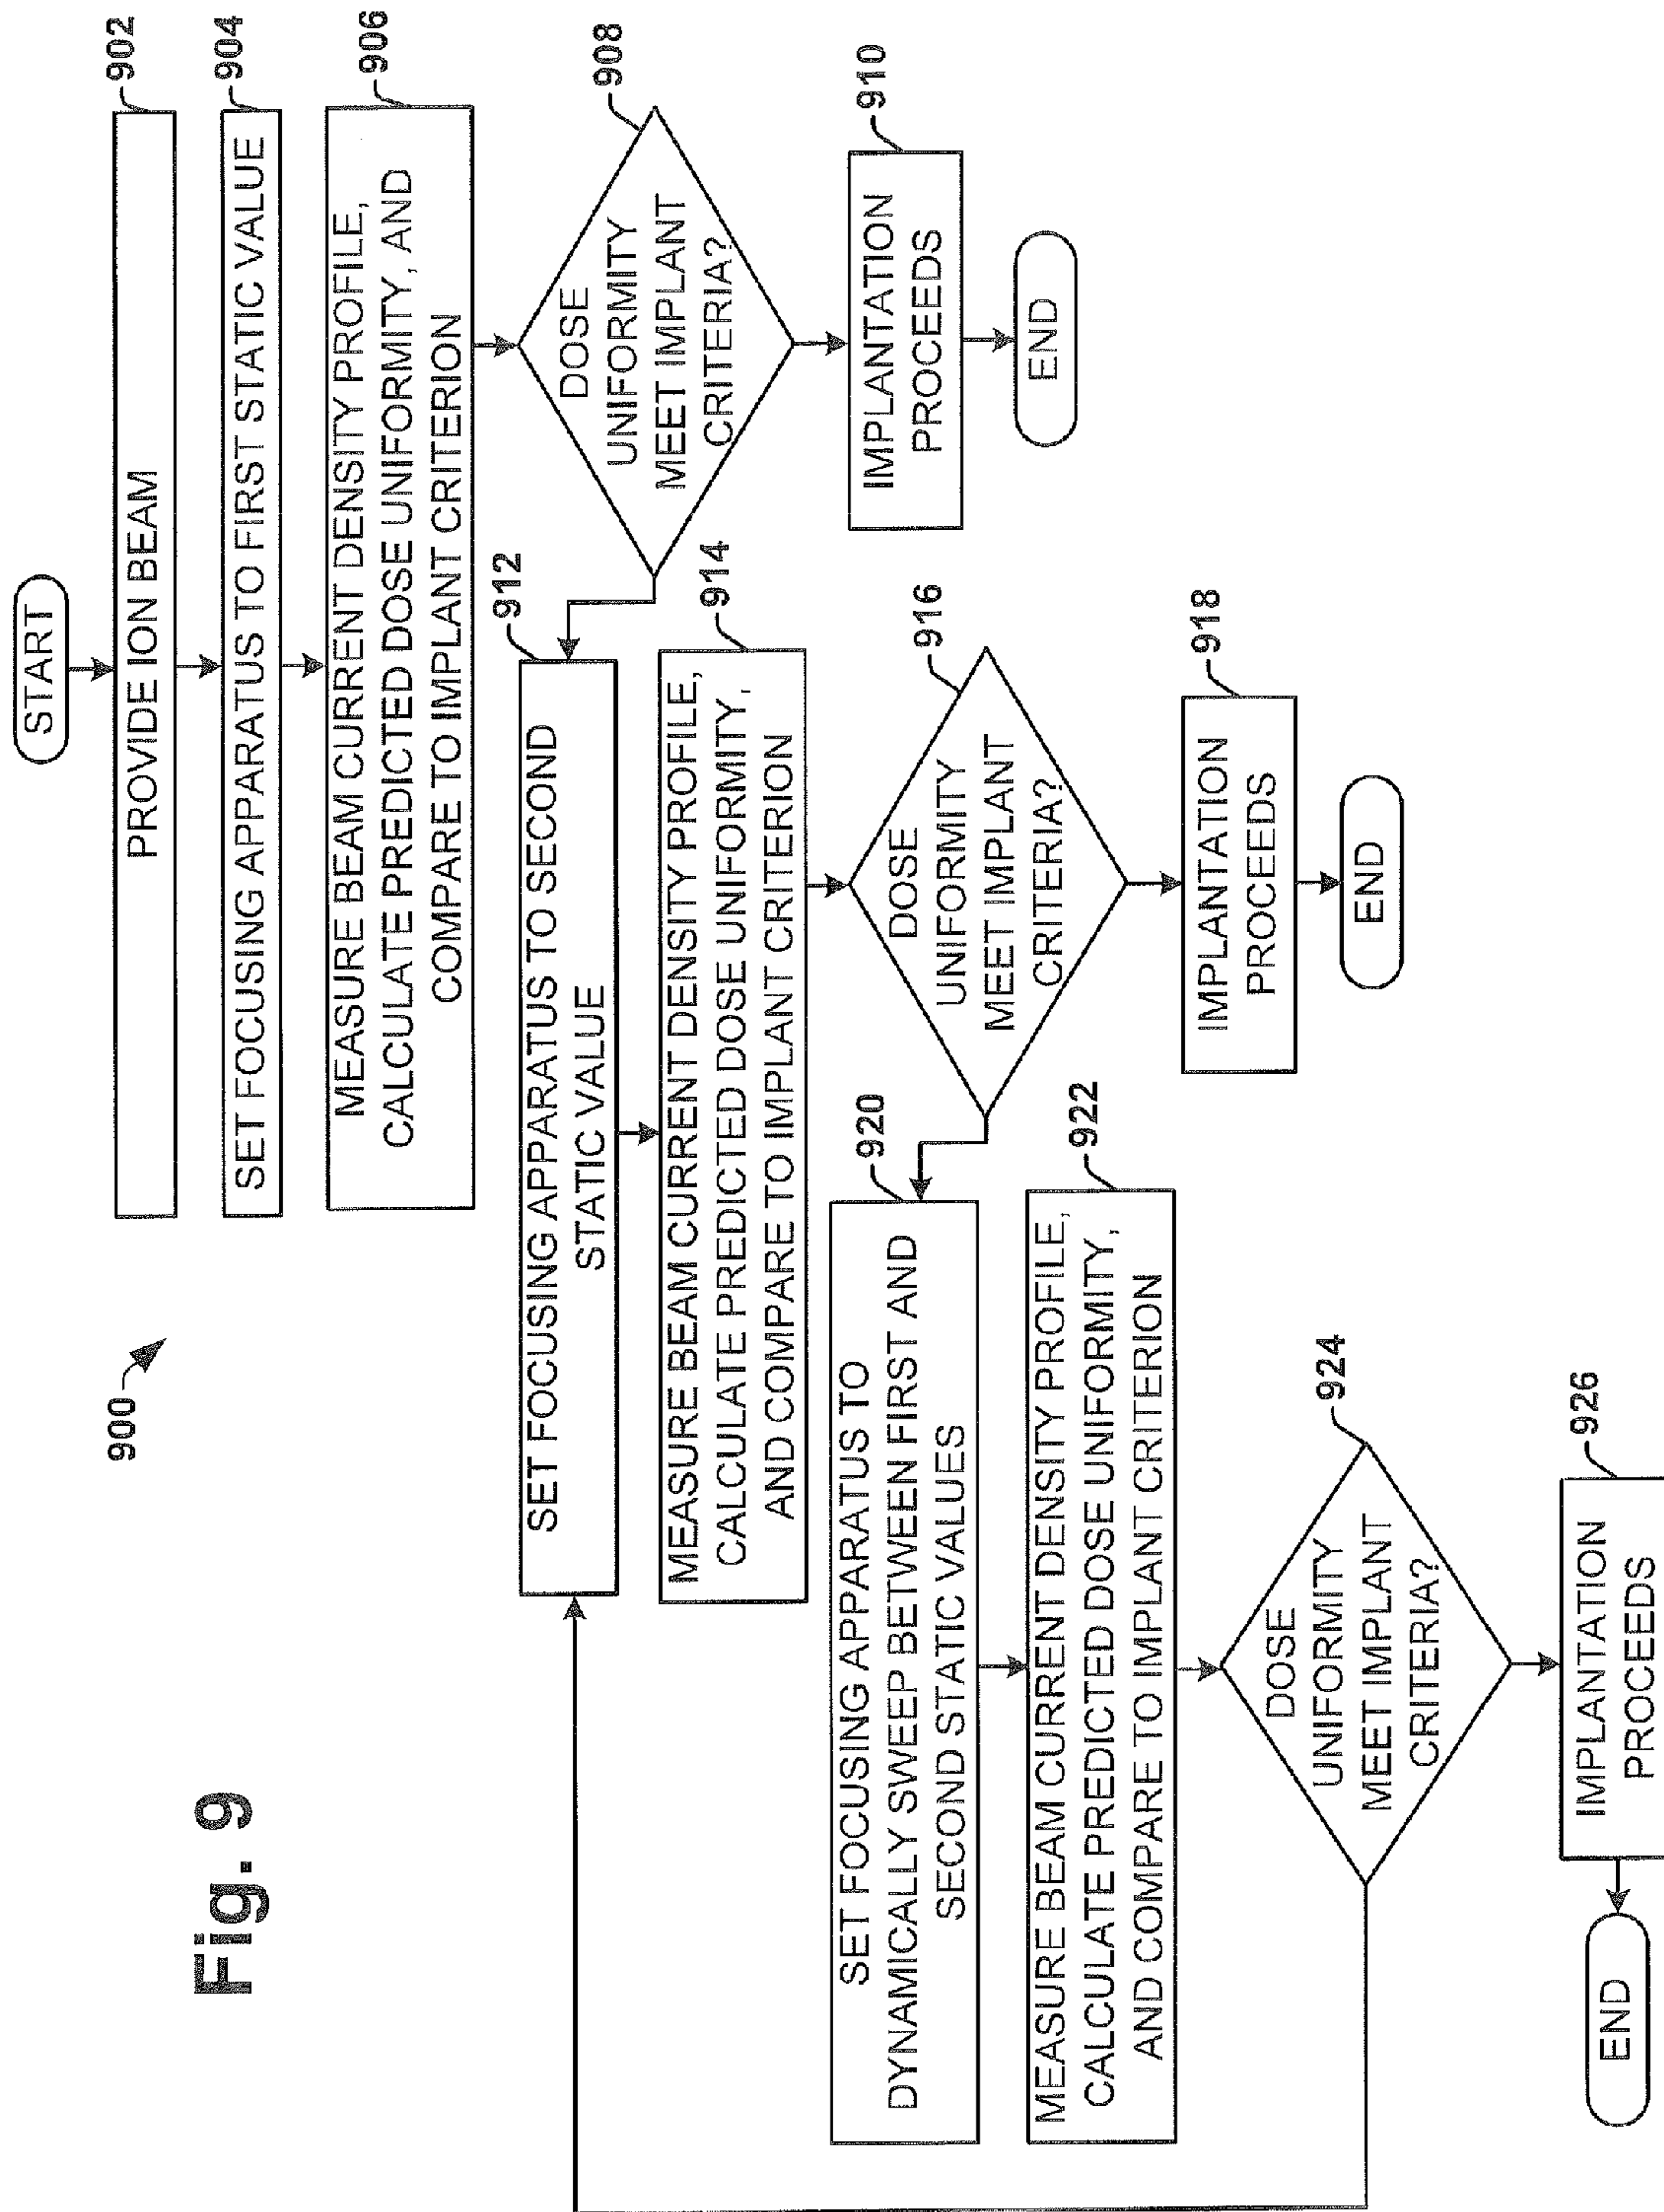 Fig. 9
900
START
PROVIDE ION BEAM
902
SET FOCUSING APPARATUS TO FIRST STATIC VALUE
904
MEASURE BEAM CURRENT DENSITY PROFILE,
CALCULATE PREDICTED DOSE UNIFORMITY, AND
COMPARE TO IMPLANT CRITERION
906
DOSE
UNIFORMITY
MEET IMPLANT
CRITERIA?
908
IMPLANTATION
PROCEEDS
910
END
SET FOCUSING APPARATUS TO SECOND
STATIC VALUE
912
MEASURE BEAM CURRENT DENSITY PROFILE,
CALCULATE PREDICTED DOSE UNIFORMITY,
AND COMPARE TO IMPLANT CRITERION
914
DOSE
UNIFORMITY
MEET IMPLANT
CRITERIA?
916
IMPLANTATION
PROCEEDS
918
END
SET FOCUSING APPARATUS TO
DYNAMICALLY SWEEP BETWEEN FIRST AND
SECOND STATIC VALUES
920
MEASURE BEAM CURRENT DENSITY PROFILE,
CALCULATE PREDICTED DOSE UNIFORMITY,
AND COMPARE TO IMPLANT CRITERION
922
DOSE
UNIFORMITY
MEET IMPLANT
CRITERIA?
924
IMPLANTATION
PROCEEDS
926
END